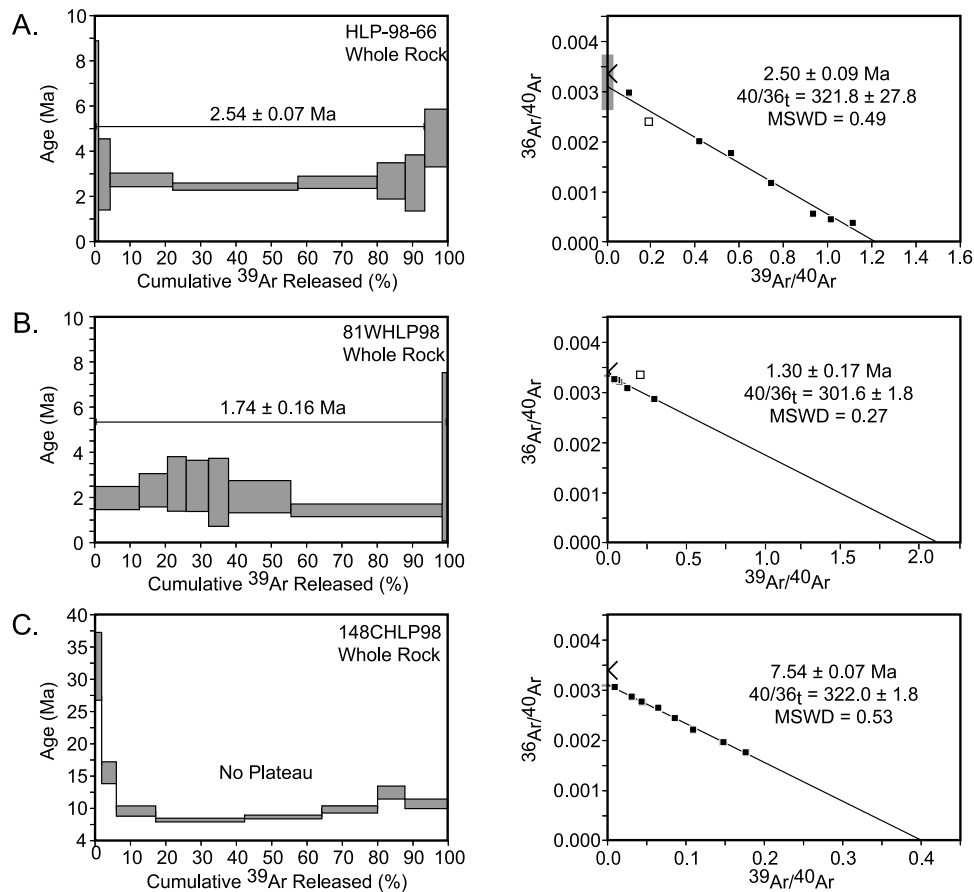 A.
HLP-98-66
Whole Rock
2.54 ± 0.07 Ma
Age (Ma)
10
8
6
4
2
0
0 10 20 30 40 50 60 70 80 90 100
Cumulative 39Ar Released (%)
2.50 ± 0.09 Ma
40/36t = 321.8 ± 27.8
MSWD = 0.49
36Ar/40Ar
0.004
0.003
0.002
0.001
0.000
0.0 0.2 0.4 0.6 0.8 1.0 1.2 1.4 1.6
39Ar/40Ar
B.
81WHLP98
Whole Rock
1.74 ± 0.16 Ma
Age (Ma)
10
8
6
4
2
0
0 10 20 30 40 50 60 70 80 90 100
Cumulative 39Ar Released (%)
1.30 ± 0.17 Ma
40/36t = 301.6 ± 1.8
MSWD = 0.27
36Ar/40Ar
0.004
0.003
0.002
0.001
0.000
0.0 0.5 1.0 1.5 2.0
39Ar/40Ar
C.
148CHLP98
Whole Rock
No Plateau
Age (Ma)
40
35
30
25
20
15
10
4
0 10 20 30 40 50 60 70 80 90 100
Cumulative 39Ar Released (%)
7.54 ± 0.07 Ma
40/36t = 322.0 ± 1.8
MSWD = 0.53
36Ar/40Ar
0.004
0.003
0.002
0.001
0.000
0.0 0.1 0.2 0.3 0.4
39Ar/40Ar